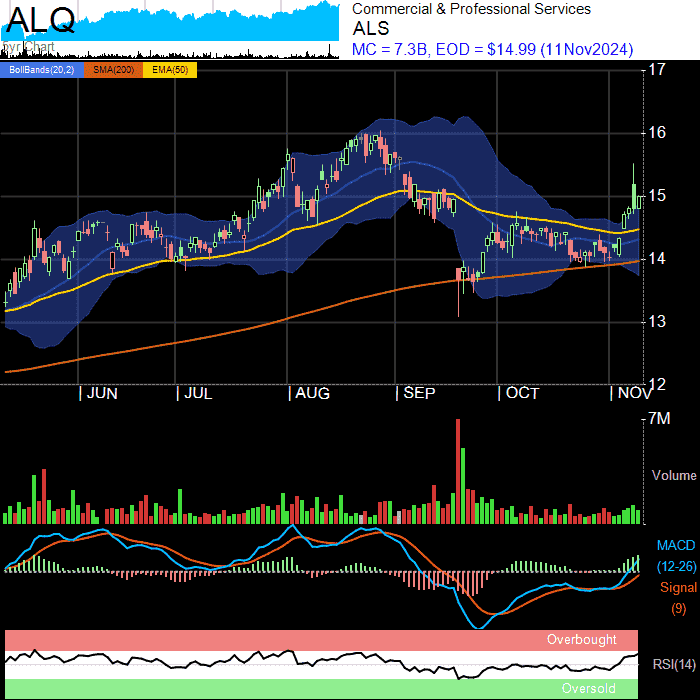 ALQ
5yr Chart
Commercial & Professional Services
ALS
MC = 7.3B, EOD = $14.99 (11Nov2024)
BollBands(20,2) SMA(200) EMA(50)
17
16
15
14
13
12
JUN JUL AUG SEP OCT NOV
7M
Volume
MACD
(12-26)
Signal
(9)
Overbought
RSI(14)
Oversold